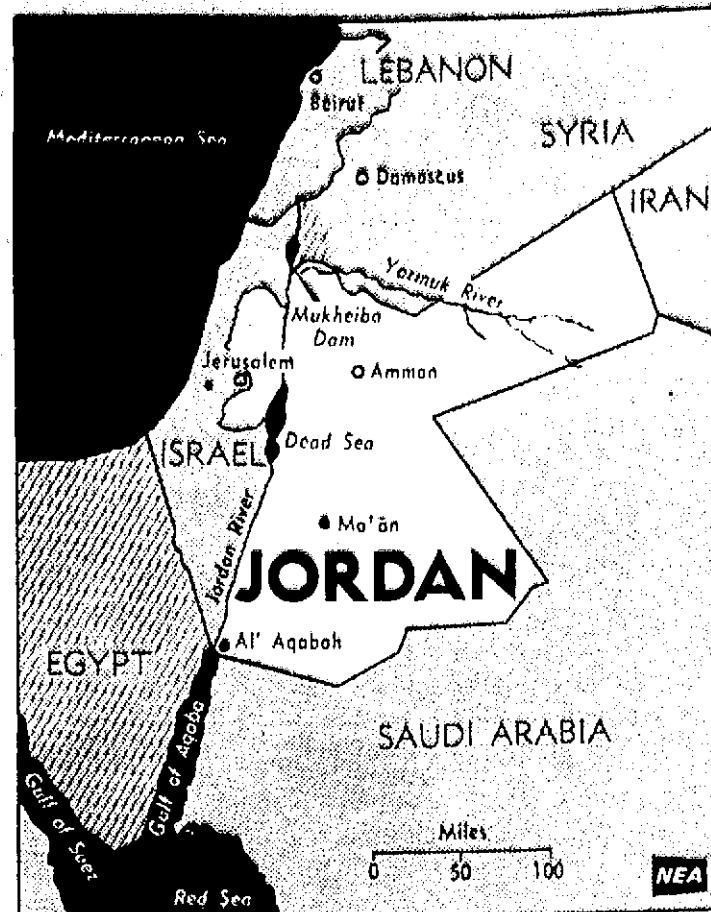 LEBANON
Beirut
Mediterranean Sea
SYRIA
Damascus
IRAN
Yarmuk River
Mukheiba
Dam
Jerusalem
Amman
Dead Sea
ISRAEL
Jordan River
Ma'ān
JORDAN
Al' Aqabah
EGYPT
Gulf of Aqaba
SAUDI ARABIA
Gulf of Suez
Red Sea
Miles
0 50 100
NEA